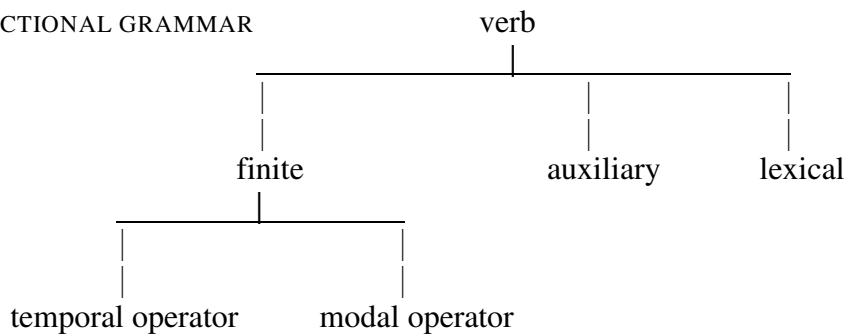 CTIONAL GRAMMAR
verb
finite auxiliary lexical
temporal operator modal operator